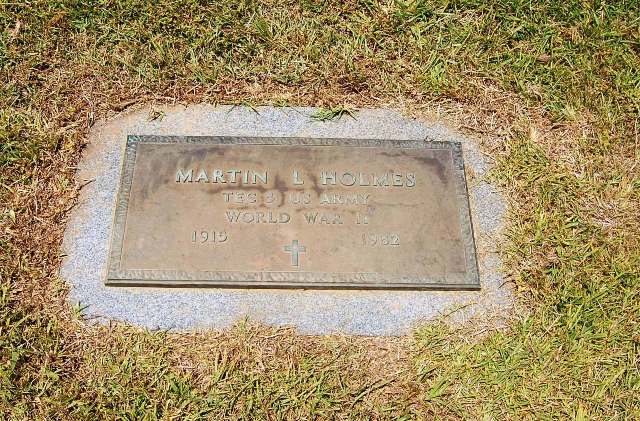 MARTIN L HOLMES
TEC 5 US ARMY
WORLD WAR II
1915 1982